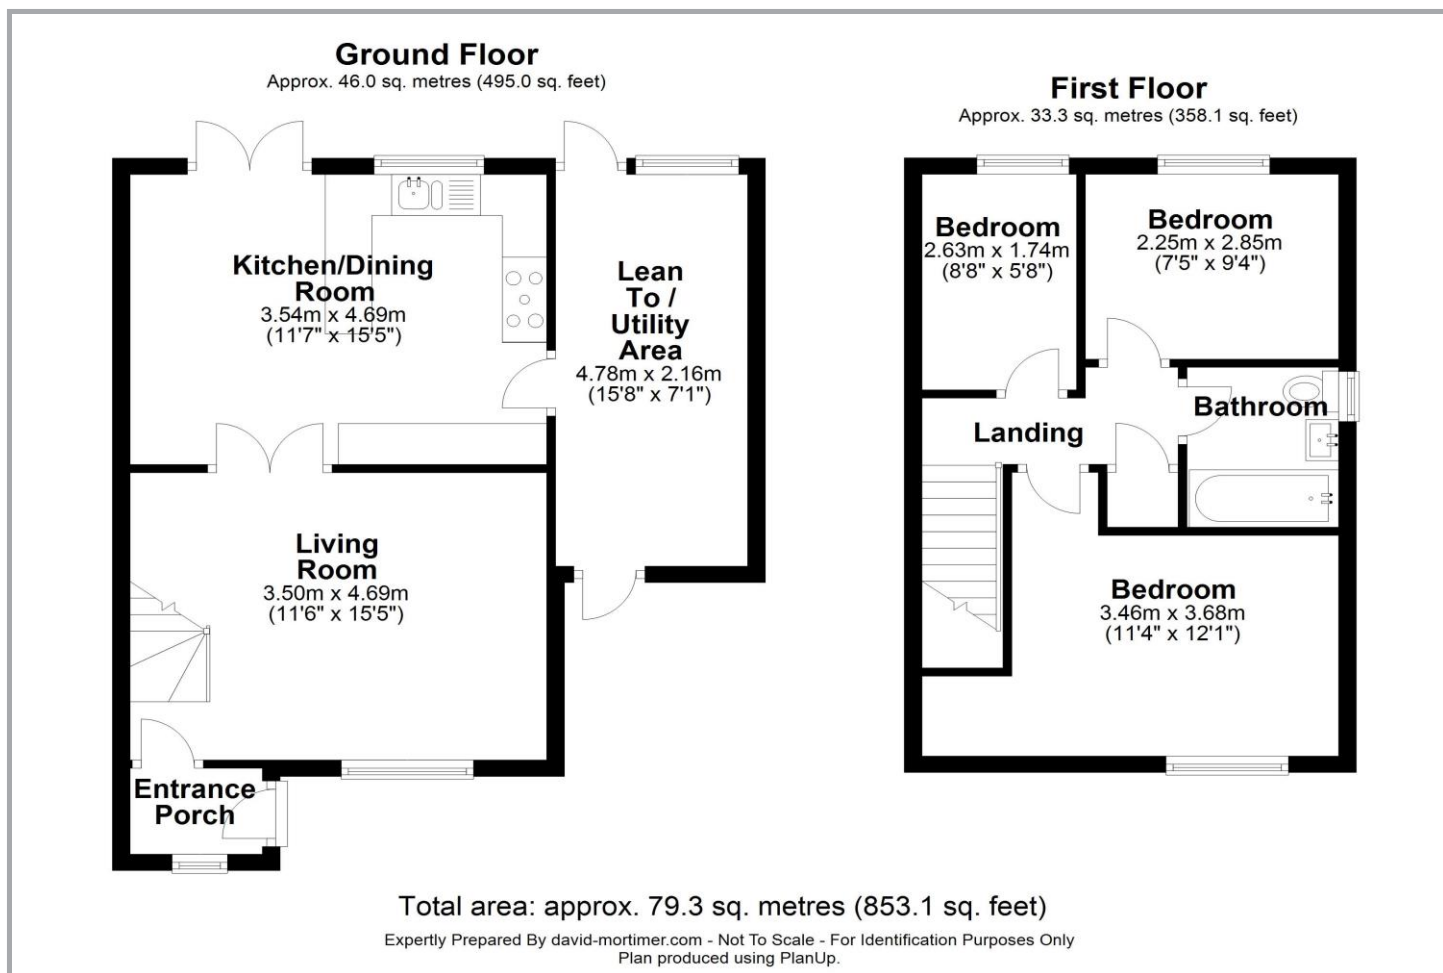 Ground Floor
Approx. 46.0 sq. metres (495.0 sq. feet)
Kitchen/Dining
Room
3.54m x 4.69m
(11'7" x 15'5")
Lean
To /
Utility
Area
4.78m x 2.16m
(15'8" x 7'1")
Living
Room
3.50m x 4.69m
(11'6" x 15'5")
Entrance
Porch
First Floor
Approx. 33.3 sq. metres (358.1 sq. feet)
Bedroom
2.63m x 1.74m
(8'8" x 5'8")
Bedroom
2.25m x 2.85m
(7'5" x 9'4")
Bathroom
Landing
Bedroom
3.46m x 3.68m
(11'4" x 12'1")
Total area: approx. 79.3 sq. metres (853.1 sq. feet)
Expertly Prepared By david-mortimer.com - Not To Scale - For Identification Purposes Only
Plan produced using PlanUp.